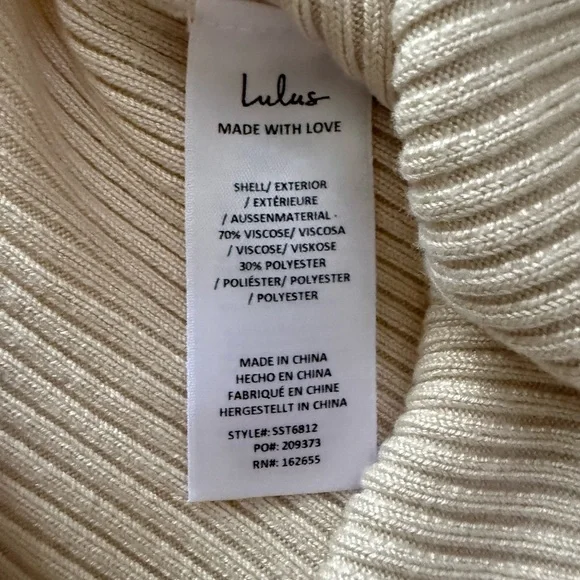 Lulus
MADE WITH LOVE
SHELL/ EXTERIOR
/ EXTÉRIEURE
/ AUSSENMATERIAL -
70% VISCOSE/ VISCOSA
/ VISCOSE/ VISKOSE
30% POLYESTER
/ POLIÉSTER/ POLYESTER
/ POLYESTER
MADE IN CHINA
HECHO EN CHINA
FABRIQUÉ EN CHINE
HERGESTELLT IN CHINA
STYLE#: SST6812
PO#: 209373
RN#: 162655